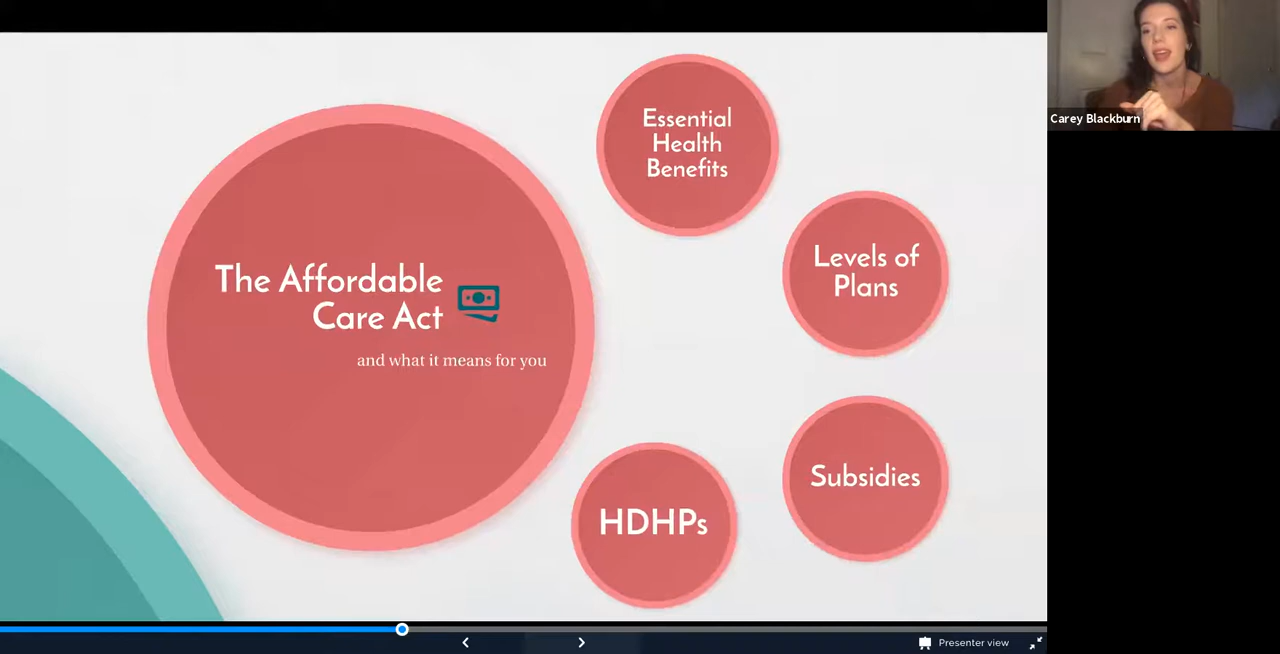 The Affordable
Care Act
and what it means for you
Essential
Health
Benefits
Levels of
Plans
Subsidies
HDHPs
Carey Blackburn
Presenter view